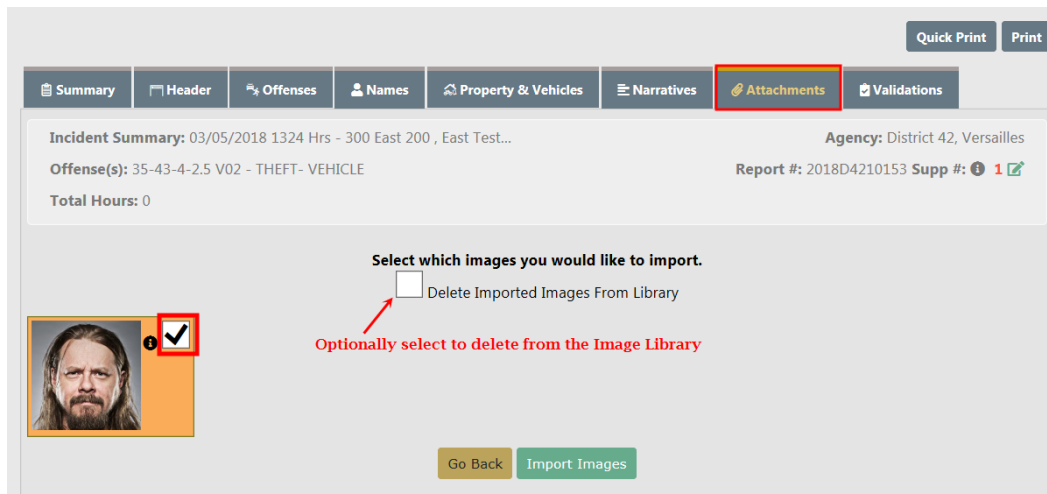 Quick Print Print
Summary Header Offenses Names Property & Vehicles Narratives Attachments Validations
Incident Summary: 03/05/2018 1324 Hrs - 300 East 200 , East Test... Agency: District 42, Versailles
Offense(s): 35-43-4-2.5 V02 - THEFT- VEHICLE Report #: 2018D4210153 Supp #: 1
Total Hours: 0
Select which images you would like to import.
Delete Imported Images From Library
Optionally select to delete from the Image Library
Go Back Import Images